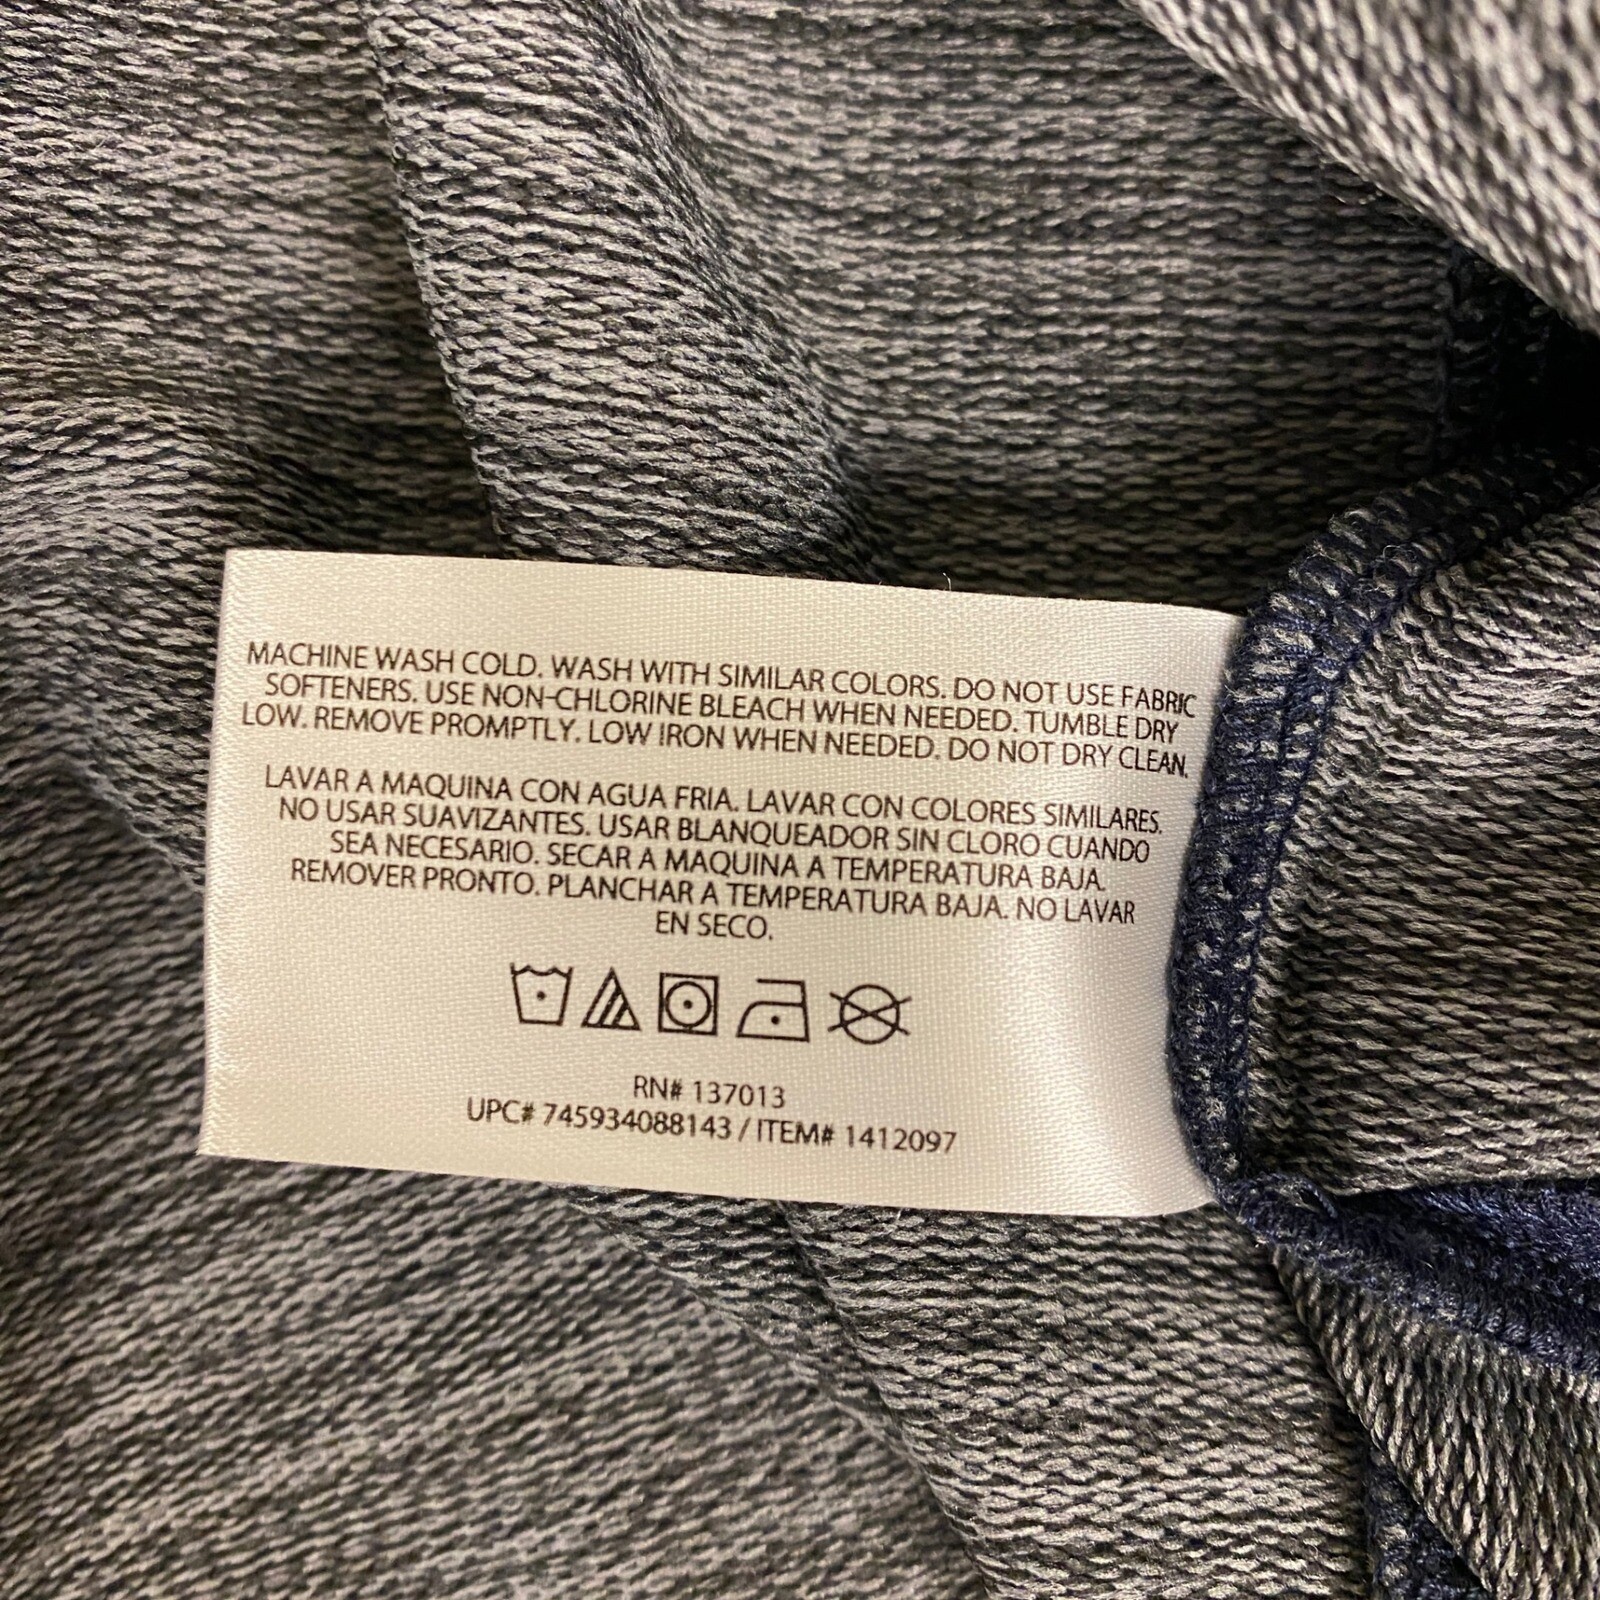 MACHINE WASH COLD. WASH WITH SIMILAR COLORS. DO NOT USE FABRIC
SOFTENERS. USE NON-CHLORINE BLEACH WHEN NEEDED. TUMBLE DRY
LOW. REMOVE PROMPTLY. LOW IRON WHEN NEEDED. DO NOT DRY CLEAN.
LAVAR A MAQUINA CON AGUA FRIA. LAVAR CON COLORES SIMILARES.
NO USAR SUAVIZANTES. USAR BLANQUEADOR SIN CLORO CUANDO
SEA NECESARIO. SECAR A MAQUINA A TEMPERATURA BAJA.
REMOVER PRONTO. PLANCHAR A TEMPERATURA BAJA. NO LAVAR
EN SECO.
RN# 137013
UPC# 745934088143 / ITEM# 1412097